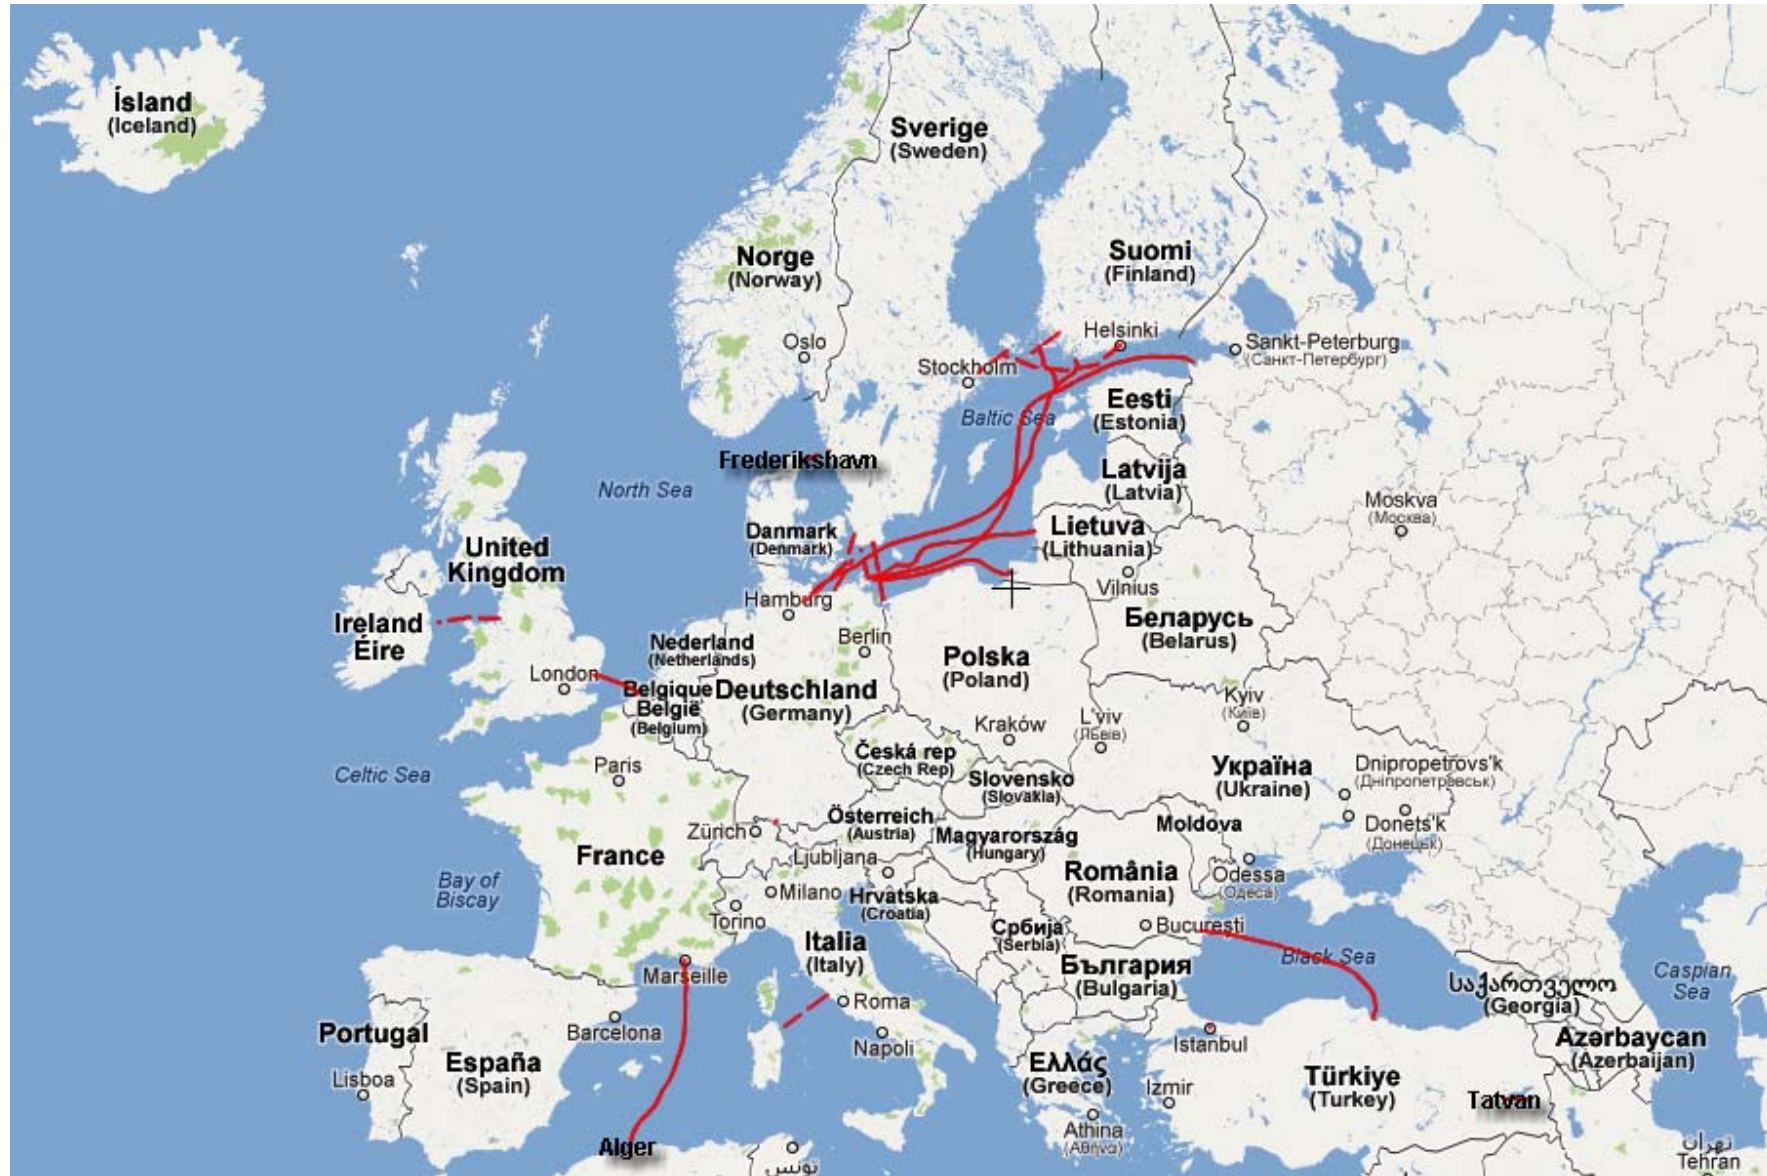 Ísland
(Iceland)
Sverige
(Sweden)
Norge
(Norway)
Suomi
(Finland)
Oslo
Helsinki
Sankt-Peterburg
(Санкт-Петербург)
Stockholm
Baltic Sea
Eesti
(Estonia)
Frederikshavn
Latvija
(Latvia)
North Sea
Moskva
(Москва)
Danmark
(Denmark)
Lietuva
(Lithuania)
United
Kingdom
Vilnius
Hamburg
Беларусь
(Belarus)
Ireland
Éire
Nederland
(Netherlands)
Berlin
Polska
(Poland)
London
Belgique
België
(Belgium)
Deutschland
(Germany)
Kyiv
(Київ)
Kraków
L'viv
(Львів)
Celtic Sea
Paris
Česká rep
(Czech Rep)
Slovensko
(Slovakia)
Україна
(Ukraine)
Dnipropetrovs'k
(Дніпропетровськ)
Österreich
(Austria)
Zürich
Magyarország
(Hungary)
Moldova
Donets'k
(Донецьк)
France
Ljubljana
România
(Romania)
Odessa
(Одеса)
Bay of
Biscay
Milano
Hrvatska
(Croatia)
Torino
Србија
(Serbia)
Bucureşti
Italia
(Italy)
Black Sea
Marseille
България
(Bulgaria)
საქართველო
(Georgia)
Caspian
Sea
Roma
Portugal
Barcelona
Napoli
Istanbul
Azərbaycan
(Azerbaijan)
España
(Spain)
Ελλάς
(Greece)
Lisboa
Izmir
Türkiye
(Turkey)
Tatvan
Athina
(Αθήνα)
Alger
تونس
تهران
Tehran